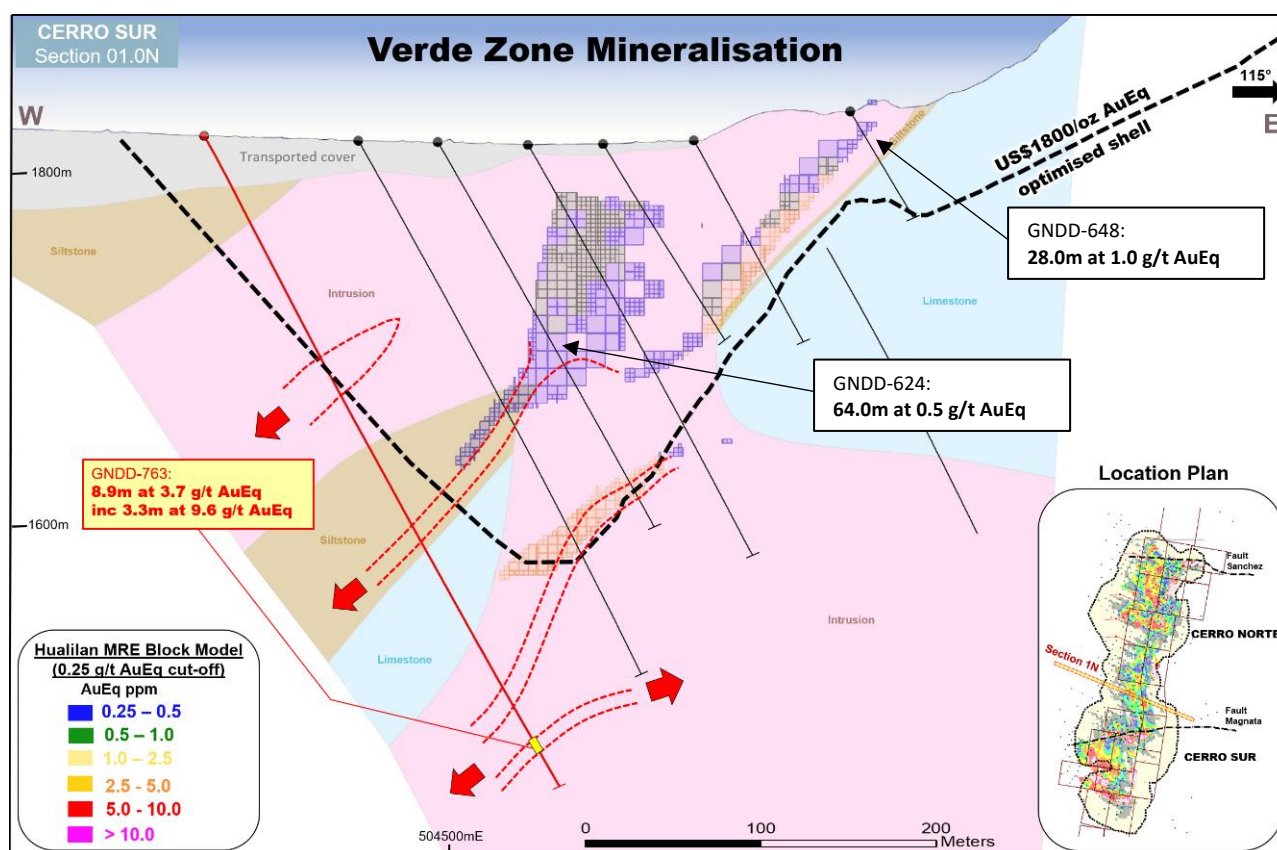 CERRO SUR
Section 01.0N
Verde Zone Mineralisation
W
115°
E
US$1800/oz AuEq
optimised shell
Transported cover
1800m
Siltstone
Siltstone
Intrusion
Limestone
GNDD-648:
28.0m at 1.0 g/t AuEq
GNDD-624:
64.0m at 0.5 g/t AuEq
GNDD-763:
8.9m at 3.7 g/t AuEq
inc 3.3m at 9.6 g/t AuEq
1600m
Siltstone
Intrusion
Limestone
Hualilan MRE Block Model
(0.25 g/t AuEq cut-off)
AuEq ppm
0.25 – 0.5
0.5 – 1.0
1.0 – 2.5
2.5 - 5.0
5.0 - 10.0
> 10.0
504500mE
0
100
200
Meters
Location Plan
Fault
Sanchez
CERRO NORTE
Section 1N
Fault
Magnata
CERRO SUR